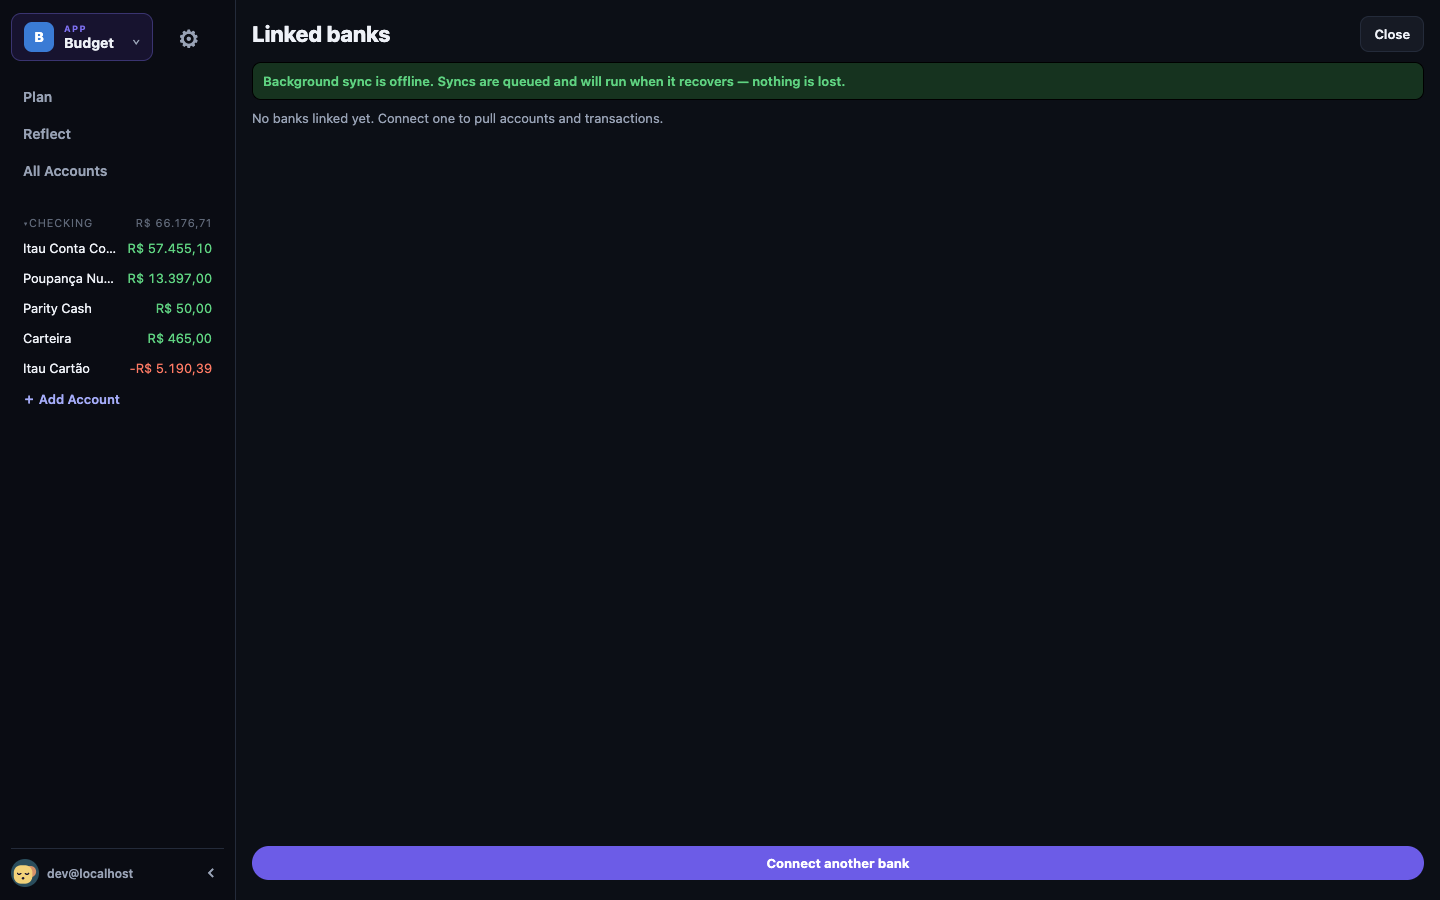 B
APP
Budget
Plan
Reflect
All Accounts
CHECKING R$ 66.176,71
Itau Conta Co... R$ 57.455,10
Poupança Nu... R$ 13.397,00
Parity Cash R$ 50,00
Carteira R$ 465,00
Itau Cartão -R$ 5.190,39
+ Add Account
dev@localhost
Linked banks
Close
Background sync is offline. Syncs are queued and will run when it recovers — nothing is lost.
No banks linked yet. Connect one to pull accounts and transactions.
Connect another bank